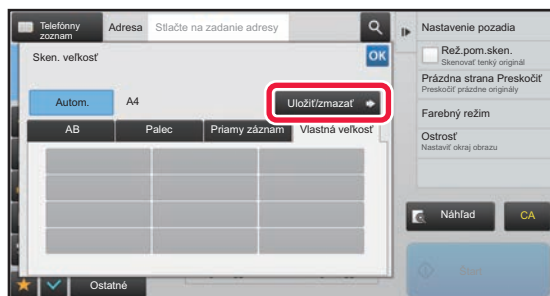 Telefónny
zoznam
Adresa
Stlačte na zadanie adresy
Sken. veľkosť
OK
Autom.
A4
Uložiť/zmazať
AB
Palec
Priamy záznam
Vlastná veľkosť
Ostatné
Nastavenie pozadia
Rež.pom.sken.
Skenovať tenký originál
Prázdna strana Preskočiť
Preskočiť prázdne originály
Farebný režim
Ostrosť
Nastaviť okraj obrazu
Náhľad
CA
Start